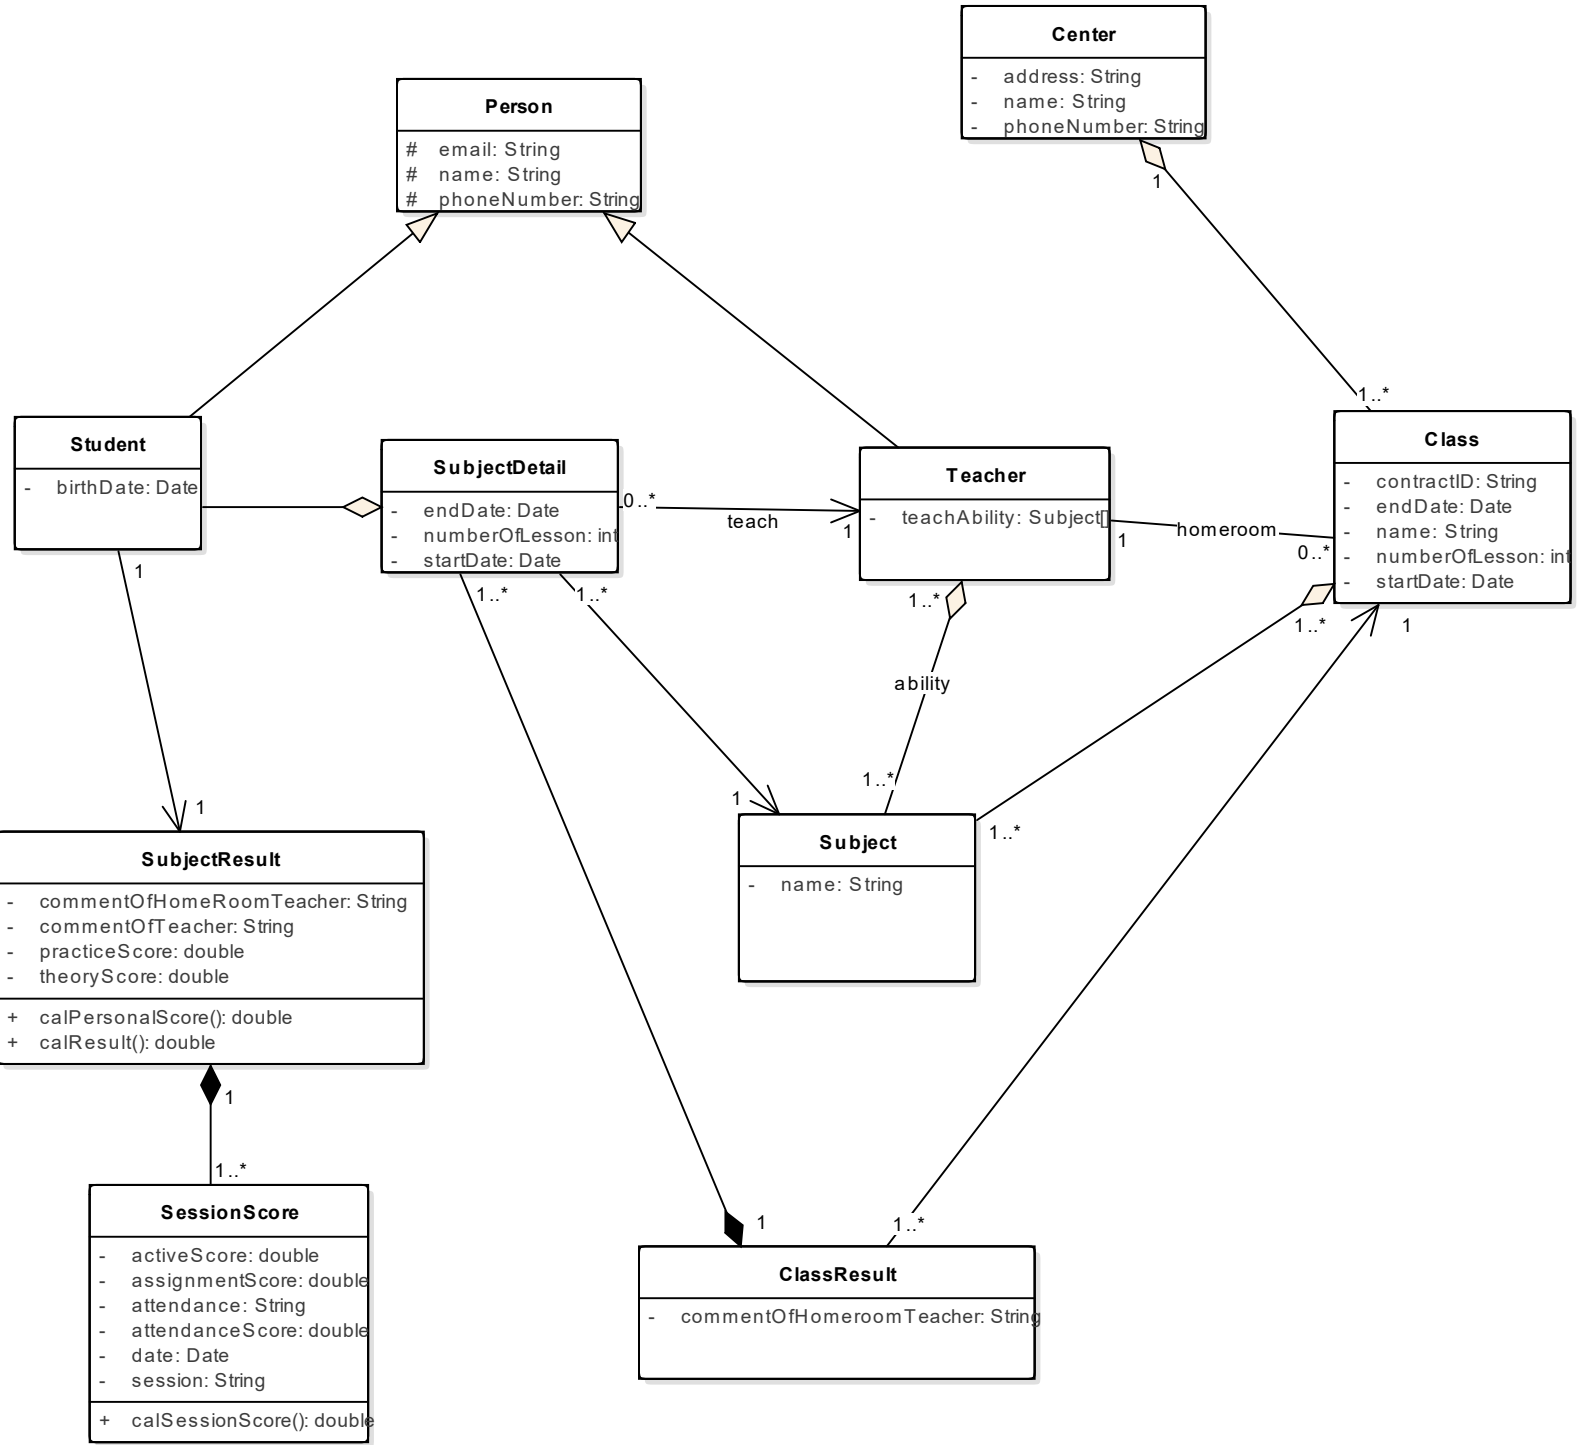 Center
- address: String
- name: String
- phoneNumber: String
1
Person
# email: String
# name: String
# phoneNumber: String
1..*
Student
- birthDate: Date
1
SubjectDetail
- endDate: Date
- numberOfLesson: int
- startDate: Date
0..*
teach
1
1..*
1..*
Teacher
- teachAbility: Subject[]
1
homeroom
0..*
1..*
ability
1..*
Class
- contractID: String
- endDate: Date
- name: String
- numberOfLesson: int
- startDate: Date
1..*
1
1
1
1..*
SubjectResult
- commentOfHomeRoomTeacher: String
- commentOfTeacher: String
- practiceScore: double
- theoryScore: double
+ calPersonalScore(): double
+ calResult(): double
1
1..*
Subject
- name: String
SessionScore
- activeScore: double
- assignmentScore: double
- attendance: String
- attendanceScore: double
- date: Date
- session: String
+ calSessionScore(): double
1
1..*
ClassResult
- commentOfHomeroomTeacher: String